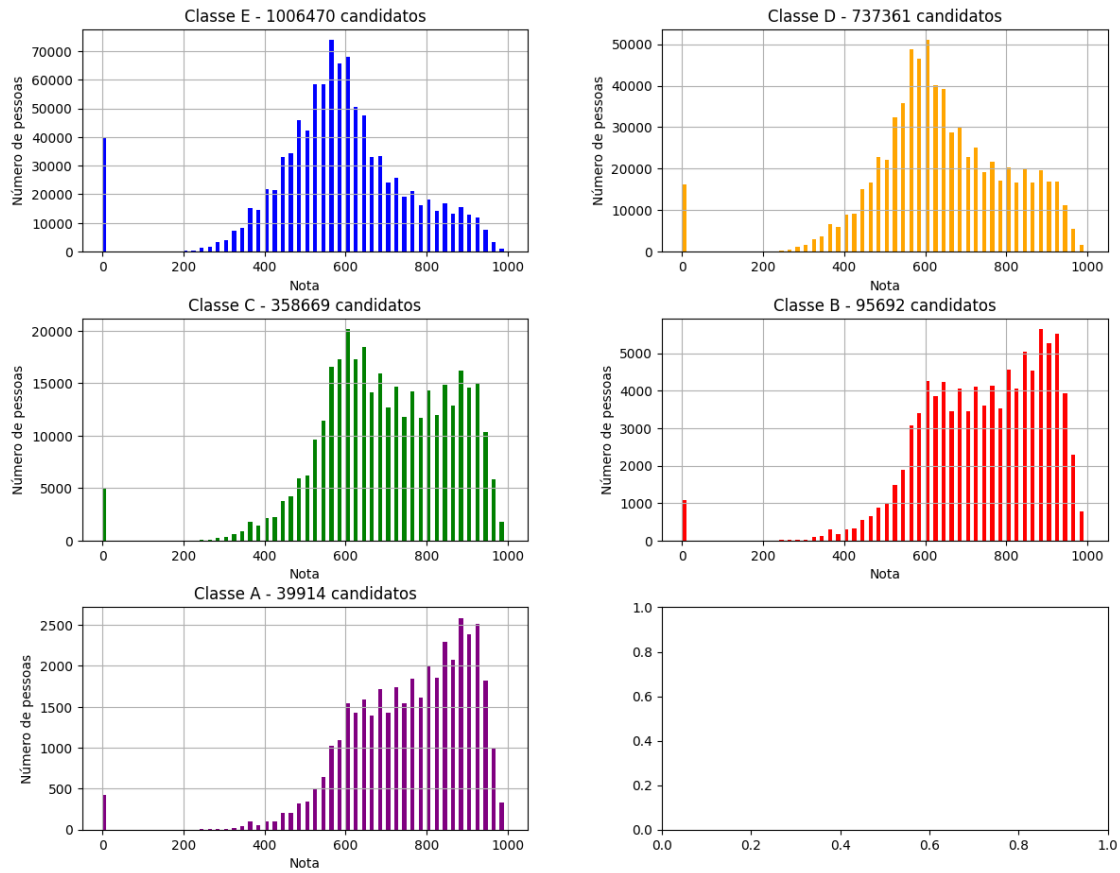 Classe E - 1006470 candidatos
Número de pessoas
70000
60000
50000
40000
30000
20000
10000
0
0 200 400 600 800 1000
Nota
Classe D - 737361 candidatos
Número de pessoas
50000
40000
30000
20000
10000
0
0 200 400 600 800 1000
Nota
Classe C - 358669 candidatos
Número de pessoas
20000
15000
10000
5000
0
0 200 400 600 800 1000
Nota
Classe B - 95692 candidatos
Número de pessoas
5000
4000
3000
2000
1000
0
0 200 400 600 800 1000
Nota
Classe A - 39914 candidatos
Número de pessoas
2500
2000
1500
1000
500
0
0 200 400 600 800 1000
Nota
1.0
0.8
0.6
0.4
0.2
0.0
0.0 0.2 0.4 0.6 0.8 1.0